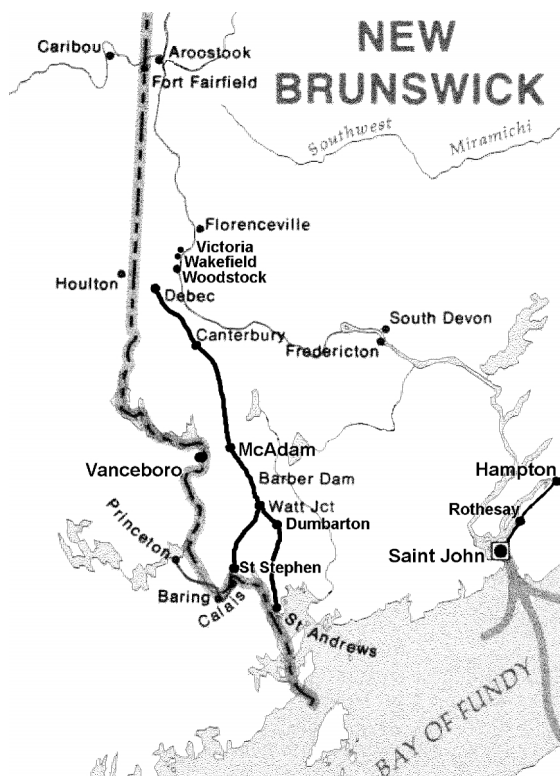 NEW
BRUNSWICK
Caribou
Aroostook
Fort Fairfield
Southwest
Miramichi
Florenceville
Victoria
Wakefield
Woodstock
Houlton
Debec
South Devon
Canterbury
Fredericton
McAdam
Vanceboro
Barber Dam
Hampton
Watt Jct
Rothesay
Princeton
Dumbarton
Saint John
St Stephen
Baring
Calais
St Andrews
BAY OF FUNDY